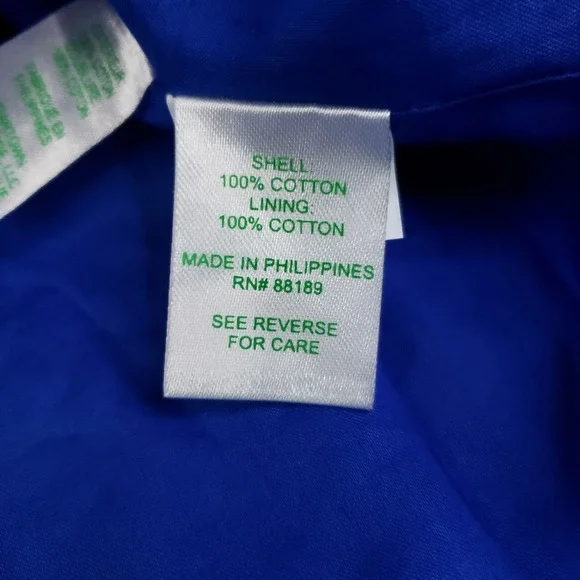 SHELL:
100% COTTON
LINING:
100% COTTON
MADE IN PHILIPPINES
RN# 88189
SEE REVERSE
FOR CARE